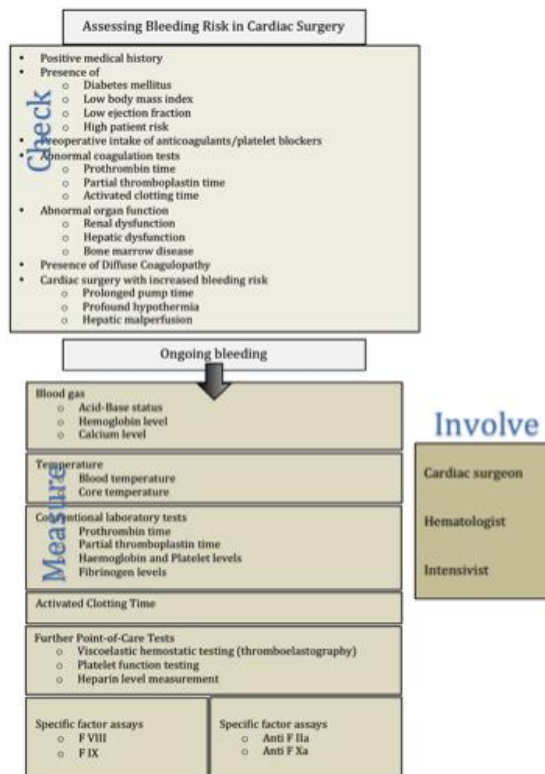 Assessing Bleeding Risk in Cardiac Surgery
Check
• Positive medical history
• Presence of
o Diabetes mellitus
o Low body mass index
o Low ejection fraction
o High patient risk
• Preoperative intake of anticoagulants/platelet blockers
• Abnormal coagulation tests
o Prothrombin time
o Partial thromboplastin time
o Activated clotting time
• Abnormal organ function
o Renal dysfunction
o Hepatic dysfunction
o Bone marrow disease
• Presence of Diffuse Coagulopathy
• Cardiac surgery with increased bleeding risk
o Prolonged pump time
o Profound hypothermia
o Hepatic malperfusion
Ongoing bleeding
Measure
Blood gas
o Acid-Base status
o Hemoglobin level
o Calcium level
Temperature
Blood temperature
o Core temperature
Conventional laboratory tests
Prothrombin time
Partial thromboplastin time
Haemoglobin and Platelet levels
Fibrinogen levels
Activated Clotting Time
Further Point-of-Care Tests
o Viscoelastic hemostatic testing (thromboelastography)
o Platelet function testing
o Heparin level measurement
Specific factor assays
o F VIII
o F IX
Specific factor assays
o Anti F IIa
o Anti F Xa
Involve
Cardiac surgeon
Hematologist
Intensivist